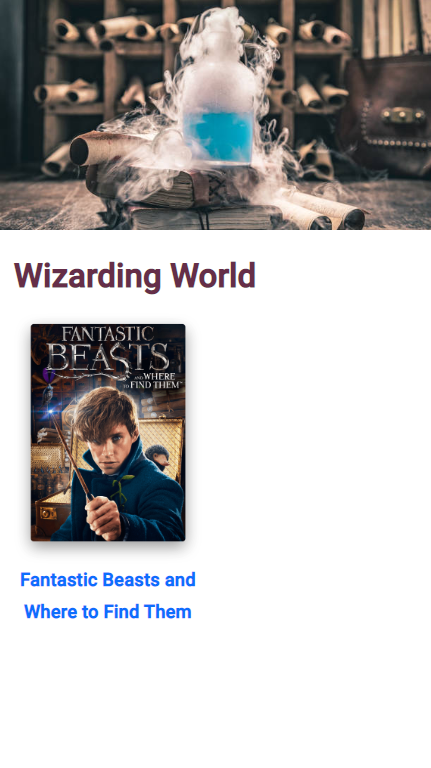 Wizarding World
FANTASTIC
BEASTS
AND WHERE
TO FIND THEM
Fantastic Beasts and
Where to Find Them